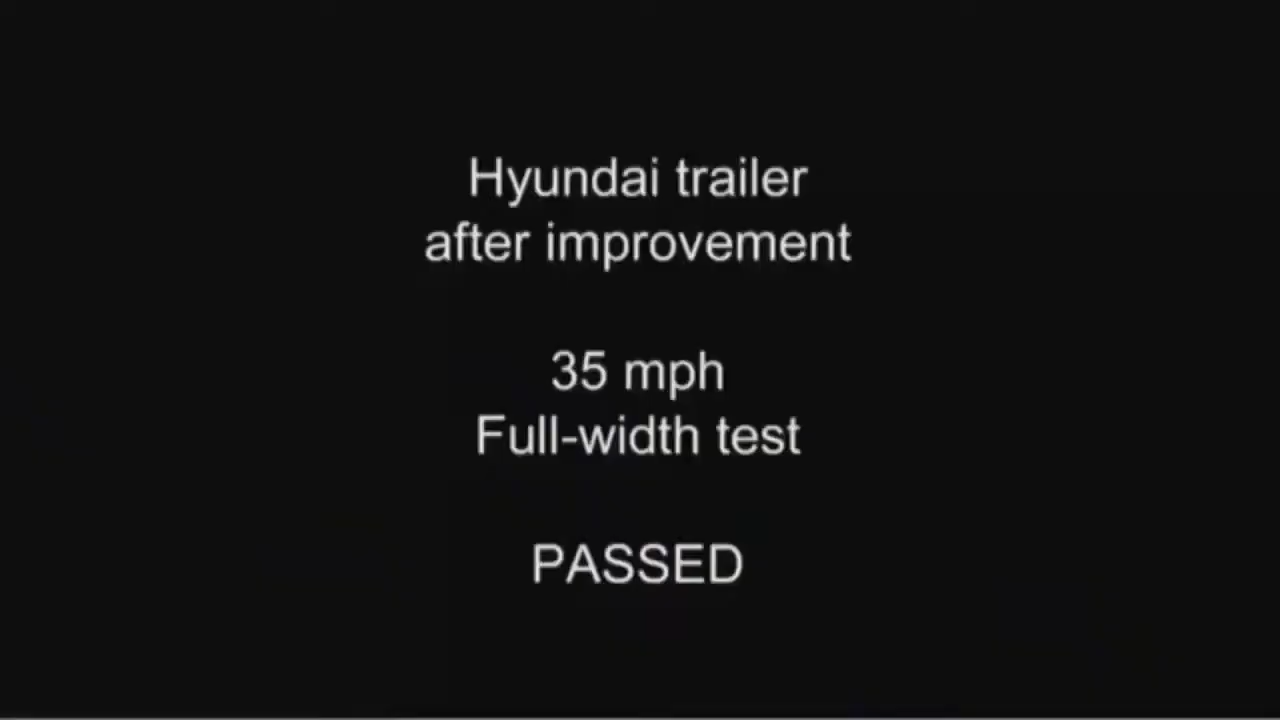 Hyundai trailer
after improvement
35 mph
Full-width test
PASSED